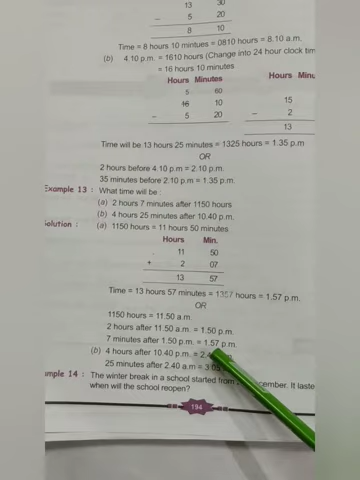 13 30
− 5 20
8 10
Time = 8 hours 10 mintues = 0810 hours = 8.10 a.m.
(b) 4.10 p.m. = 1610 hours (Change into 24 hour clock
= 16 hours 10 minutes
Hours Minutes Hours
5 60
16 10 15
− 5 20 − 2
13
Time will be 13 hours 25 minutes = 1325 hours = 1.35 p.m
OR
2 hours before 4.10 p.m = 2.10 p.m.
35 minutes before 2.10 p.m = 1.35 p.m.
Example 13 : What time will be :
(a) 2 hours 7 minutes after 1150 hours
(b) 4 hours 25 minutes after 10.40 p.m.
Solution : (a) 1150 hours = 11 hours 50 minutes
Hours Min.
11 50
+ 2 07
13 57
Time = 13 hours 57 minutes = 1357 hours = 1.57 p.m.
OR
1150 hours = 11.50 a.m.
2 hours after 11.50 a.m. = 1.50 p.m.
7 minutes after 1.50 p.m. = 1.57 p.m.
(b) 4 hours after 10.40 p.m. =
25 minutes after 2.40 a.m =
Example 14 : The winter break in a school started from It
when will the school reopen?
194